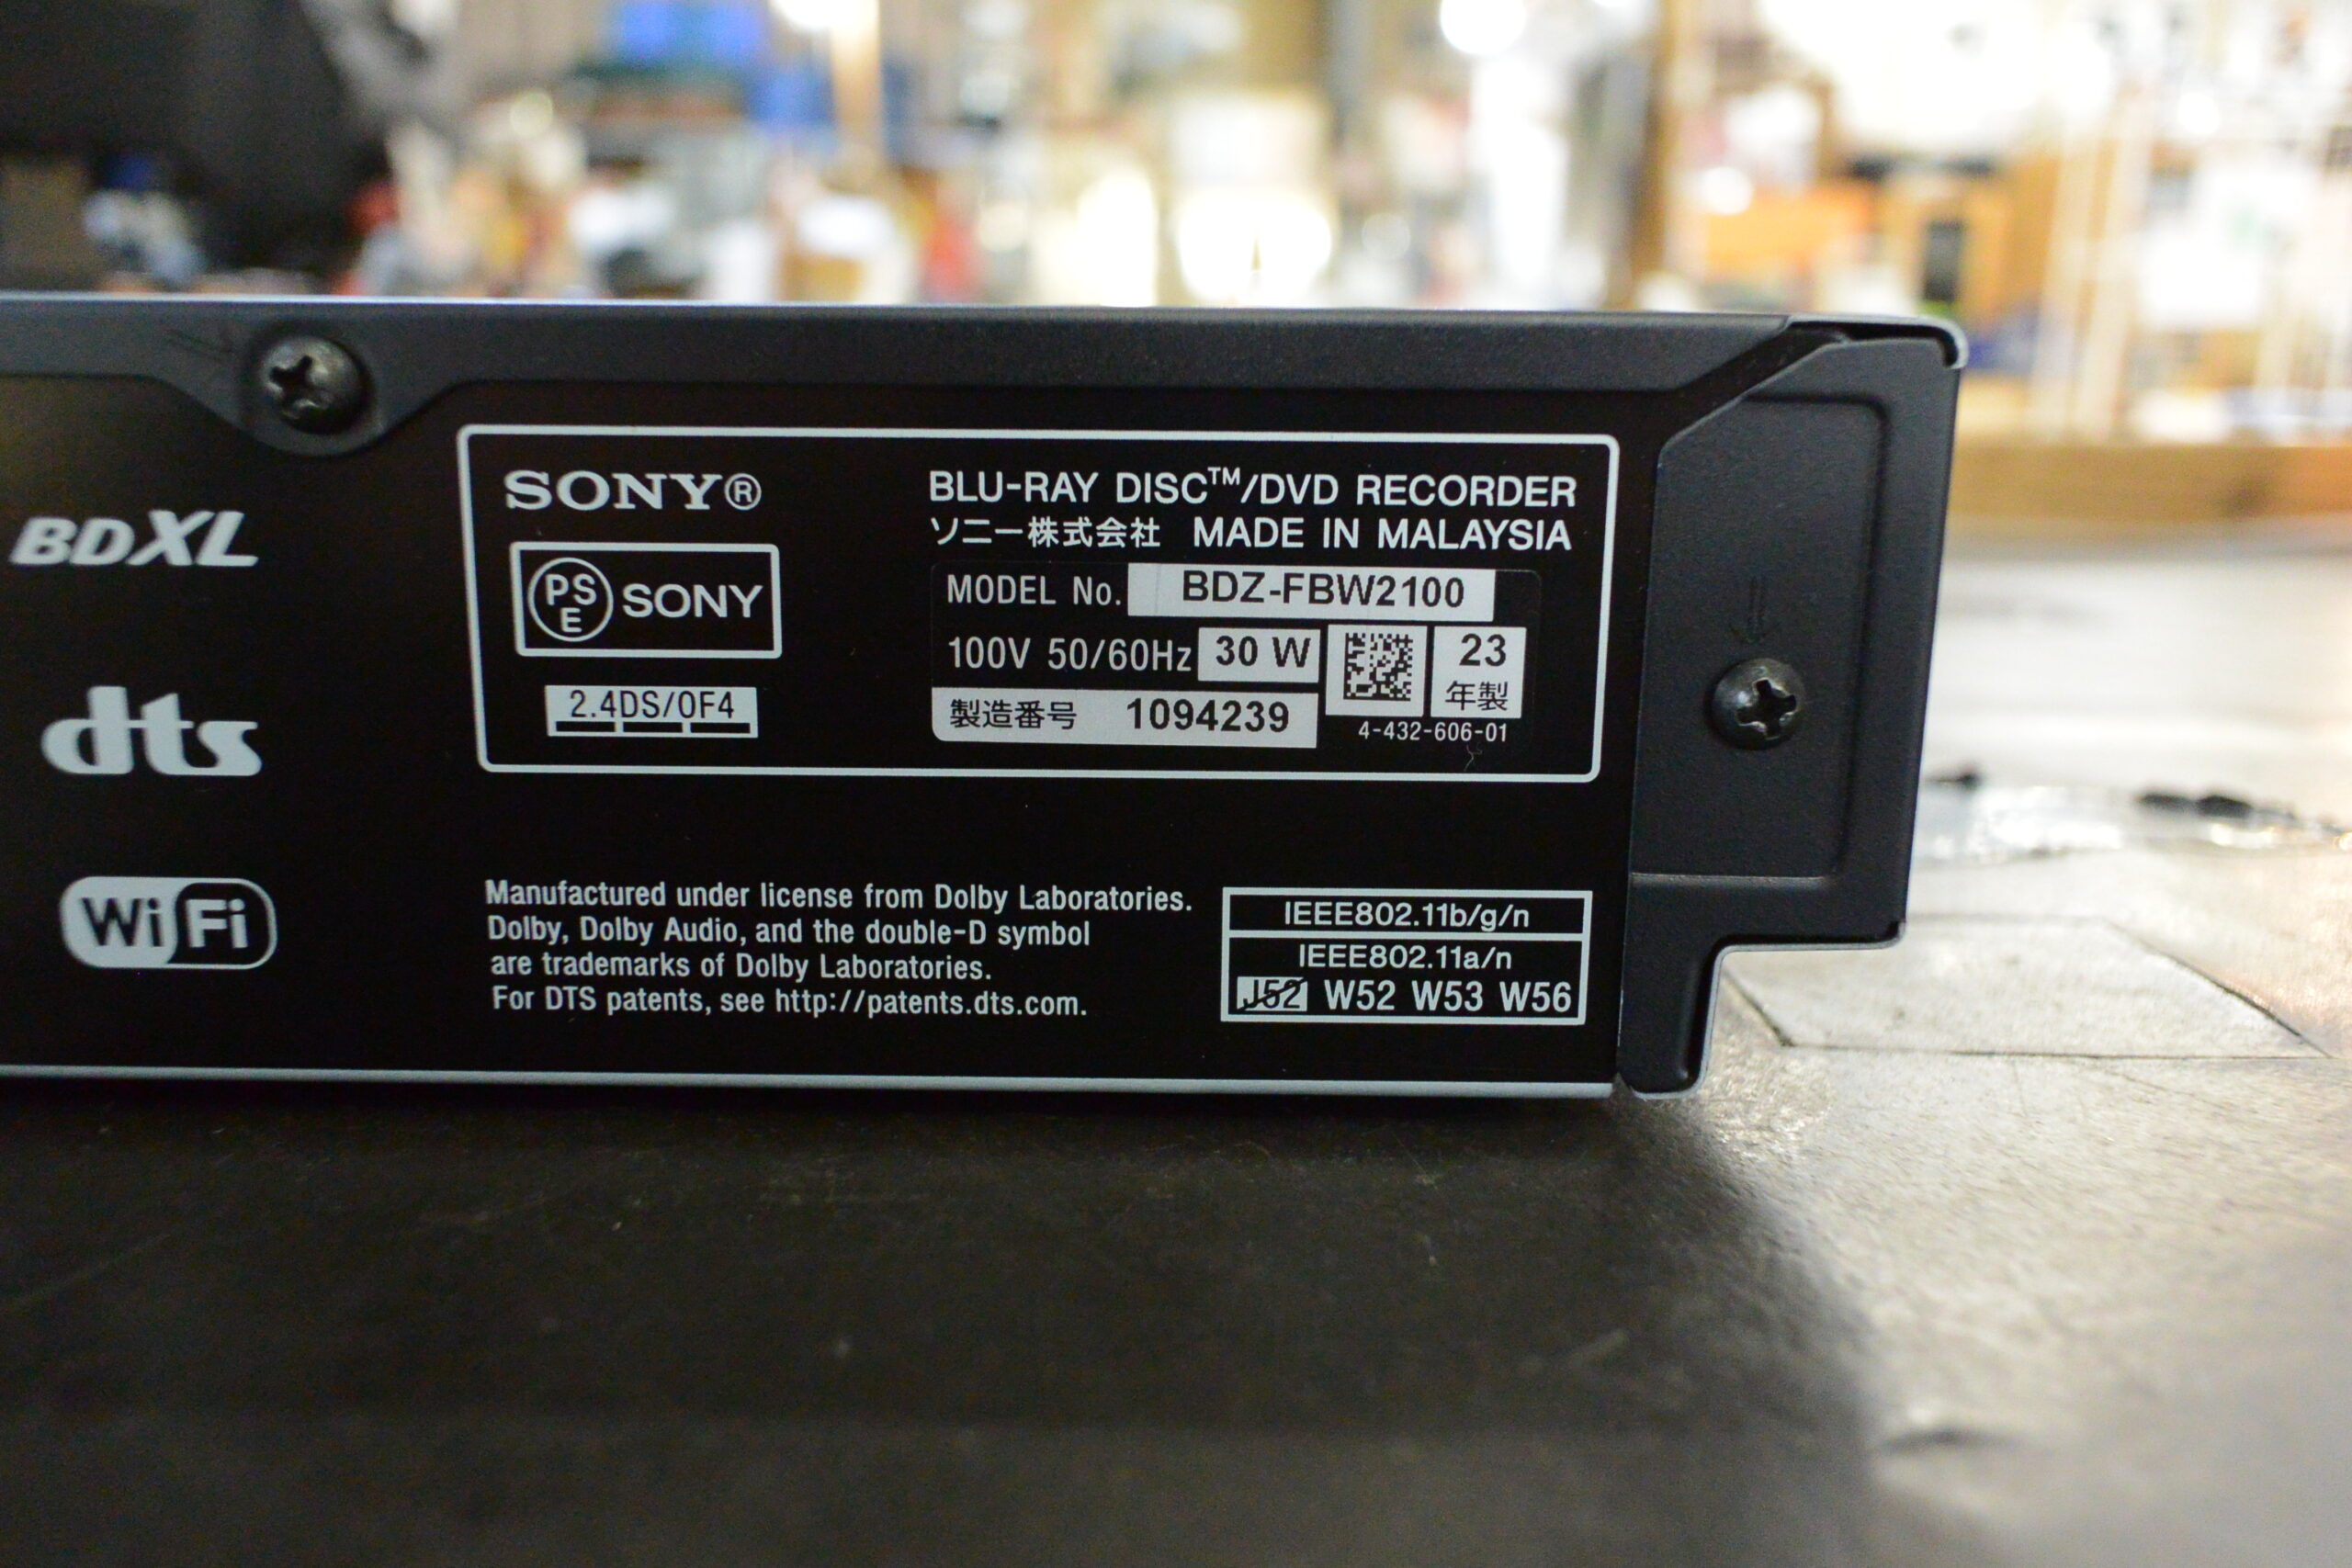 BDXL
dts
Wi Fi
SONY®
PS E SONY
2.4DS/OF4
BLU-RAY DISC™/DVD RECORDER
ソニー株式会社 MADE IN MALAYSIA
MODEL No. BDZ-FBW2100
100V 50/60Hz 30 W
23年製
製造番号 1094239
4-432-606-01
Manufactured under license from Dolby Laboratories.
Dolby, Dolby Audio, and the double-D symbol
are trademarks of Dolby Laboratories.
For DTS patents, see http://patents.dts.com.
IEEE802.11b/g/n
IEEE802.11a/n
J52 W52 W53 W56